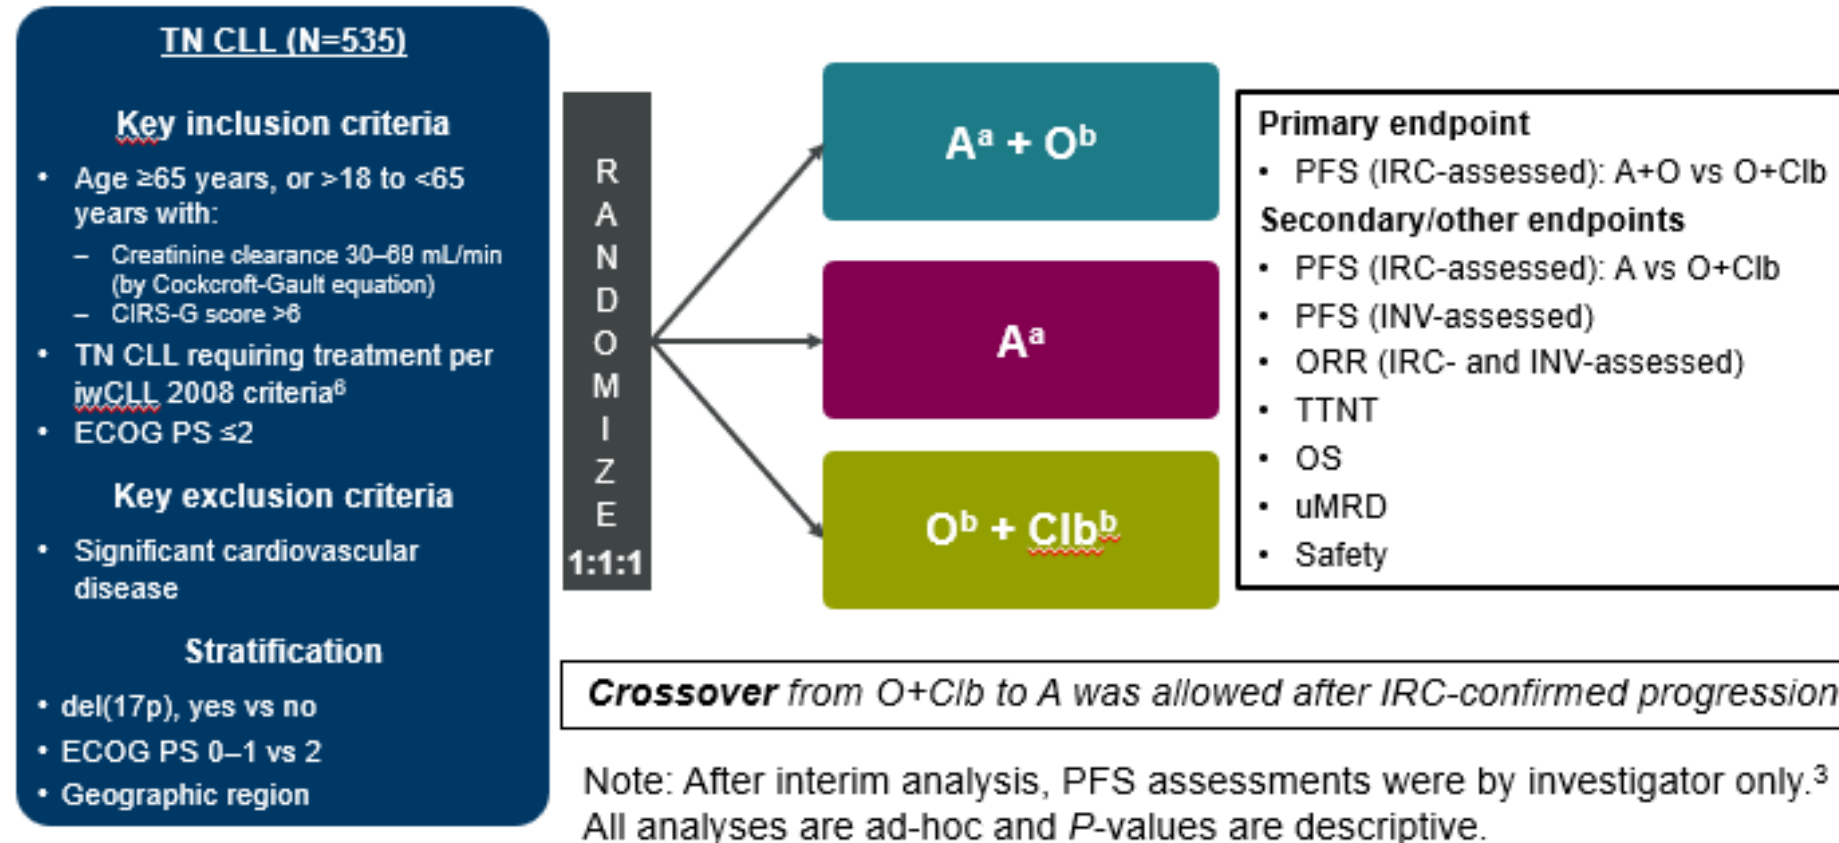 TN CLL (N=535)
Key inclusion criteria
• Age ≥65 years, or >18 to <65
years with:
– Creatinine clearance 30–69 mL/min
(by Cockcroft-Gault equation)
– CIRS-G score >6
• TN CLL requiring treatment per
iwCLL 2008 criteria⁶
• ECOG PS ≤2
Key exclusion criteria
• Significant cardiovascular
disease
Stratification
• del(17p), yes vs no
• ECOG PS 0–1 vs 2
• Geographic region
R
A
N
D
O
M
I
Z
E
1:1:1
Aᵃ + Oᵇ
Aᵃ
Oᵇ + Clbᵇ
Primary endpoint
• PFS (IRC-assessed): A+O vs O+Clb
Secondary/other endpoints
• PFS (IRC-assessed): A vs O+Clb
• PFS (INV-assessed)
• ORR (IRC- and INV-assessed)
• TTNT
• OS
• uMRD
• Safety
Crossover from O+Clb to A was allowed after IRC-confirmed progression
Note: After interim analysis, PFS assessments were by investigator only.³
All analyses are ad-hoc and P-values are descriptive.